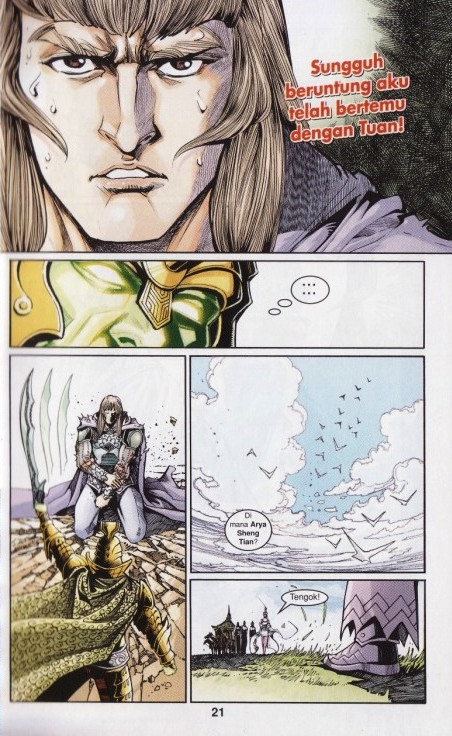 Sungguh
beruntung aku
telah bertemu
dengan Tuan!
...
...
Di
mana Arya
Sheng
Tian?
Tengok!
21